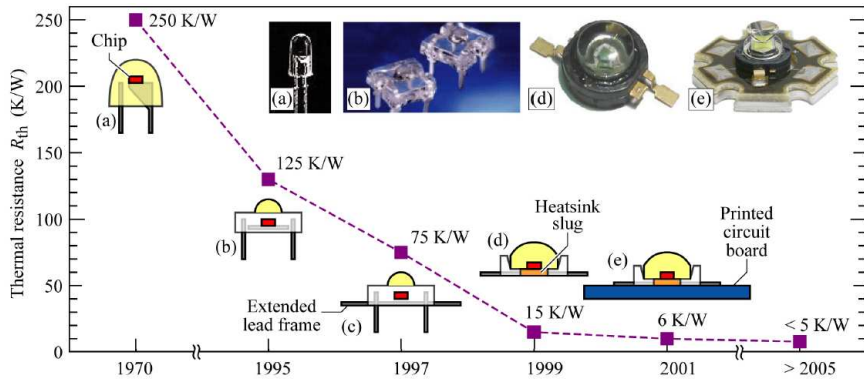 250 K/W
Chip
(a)
(a)
(b)
(d)
(e)
125 K/W
(b)
75 K/W
(c)
Extended
lead frame
(d)
Heatsink
slug
15 K/W
(e)
Printed
circuit
board
6 K/W
< 5 K/W
Thermal resistance Rth (K/W)
250
200
150
100
50
0
1970
1995
1997
1999
2001
> 2005